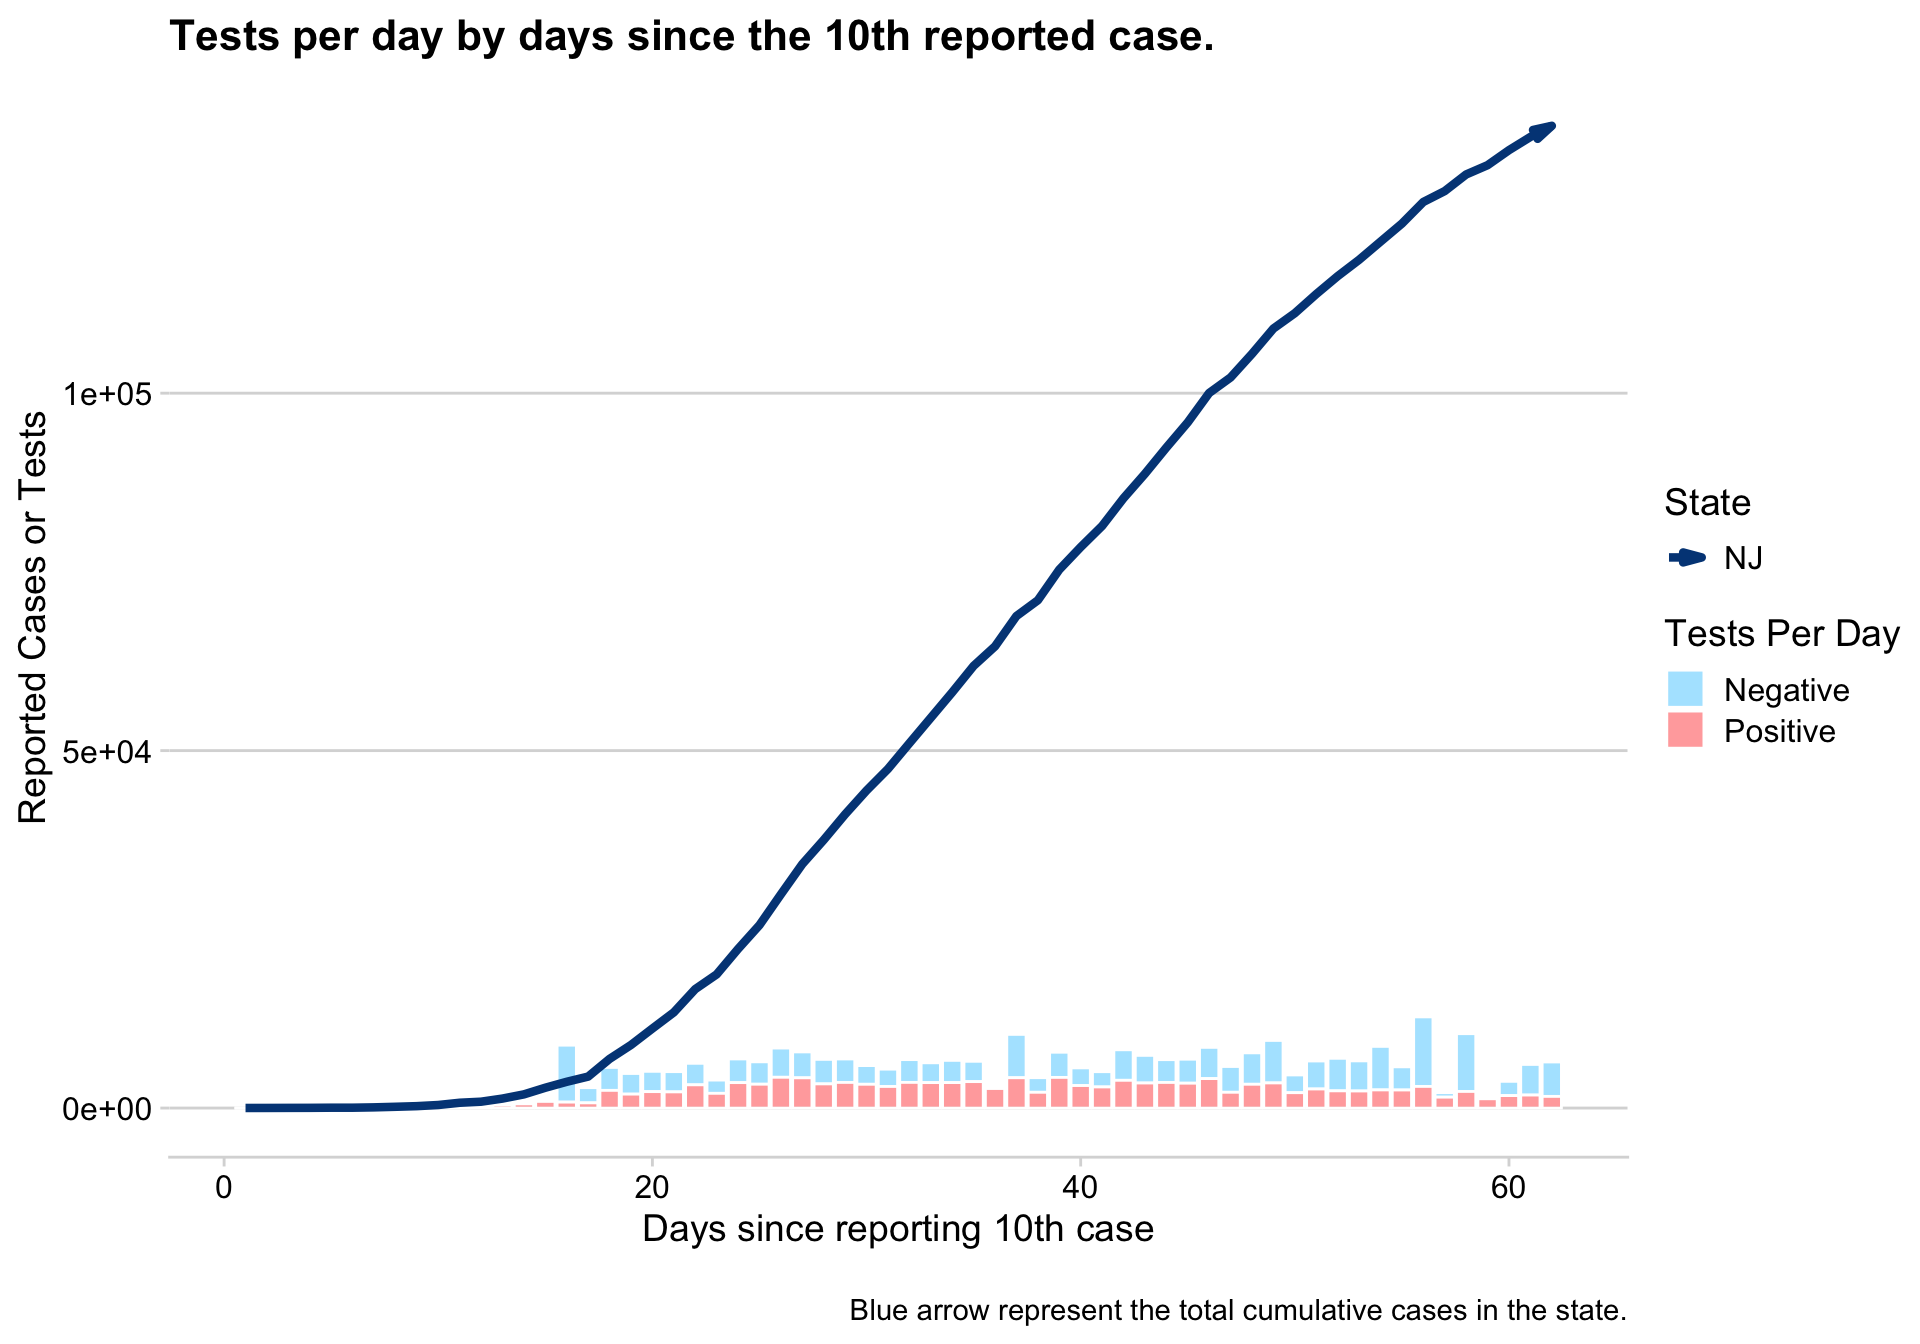 Tests per day by days since the 10th reported case.
Reported Cases or Tests
1e+05
5e+04
0e+00
0
20
40
60
Days since reporting 10th case
State
NJ
Tests Per Day
Negative
Positive
Blue arrow represent the total cumulative cases in the state.